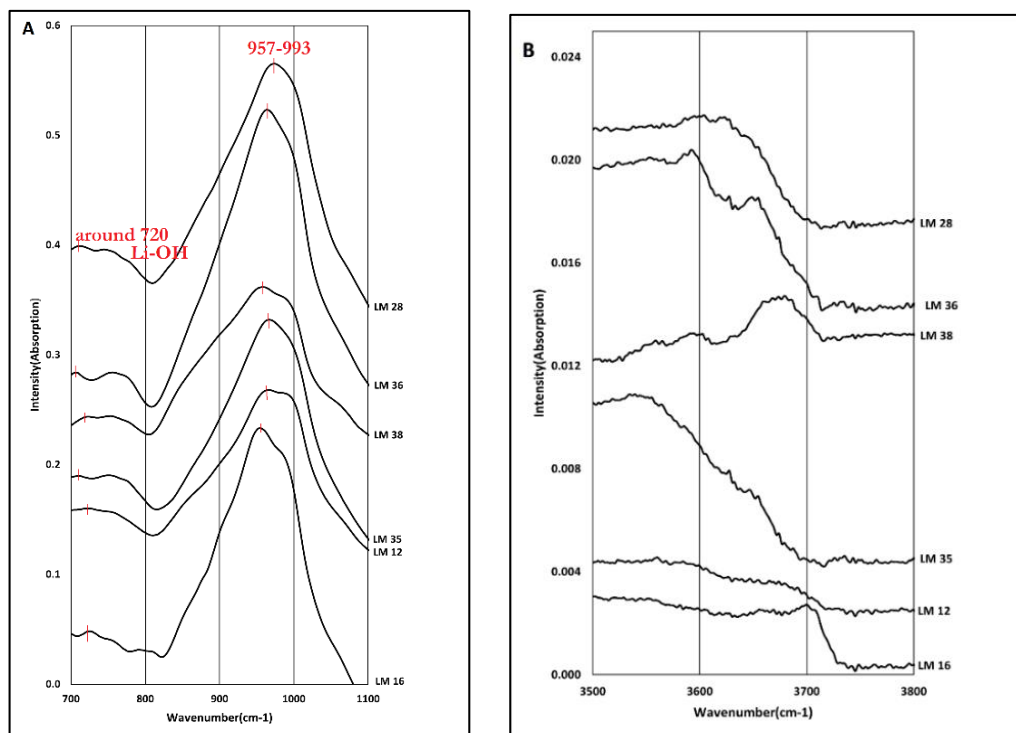 A
957-993
0.6
0.5
0.4
0.3
0.2
0.1
0.0
Intensity(Absorption)
around 720
Li-OH
LM 28
LM 36
LM 38
LM 35
LM 12
LM 16
700
800
900
1000
1100
Wavenumber(cm-1)
B
0.024
0.020
0.016
0.012
0.008
0.004
0.000
Intensity(Absorption)
LM 28
LM 36
LM 38
LM 35
LM 12
LM 16
3500
3600
3700
3800
Wavenumber(cm-1)